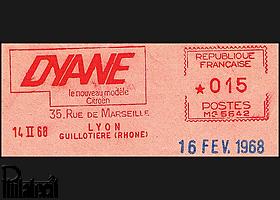 DYANE
le nouveau modèle
Citroën
35. RUE DE MARSEILLE
14 II 68
LYON
GUILLOTIÈRE (RHONE)
REPUBLIQUE
FRANÇAISE
★015
POSTES
MG 5642
16 FEV. 1968